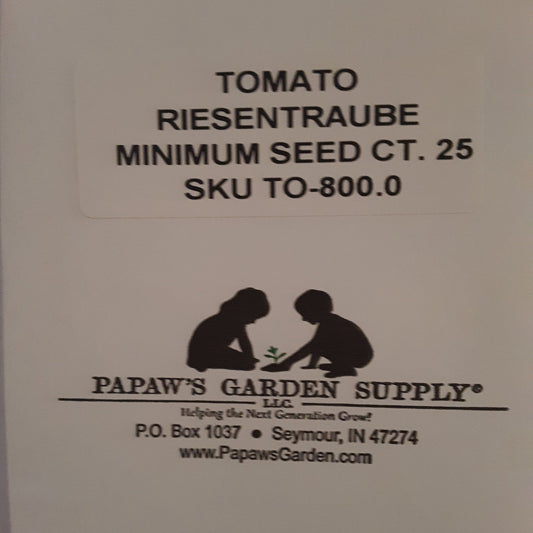 TOMATO
RIESENTRAUBE
MINIMUM SEED CT. 25
SKU TO-800.0
PAPAW'S GARDEN SUPPLY®
LLC.
Helping the Next Generation Grow!
P.O. Box 1037 • Seymour, IN 47274
www.PapawsGarden.com